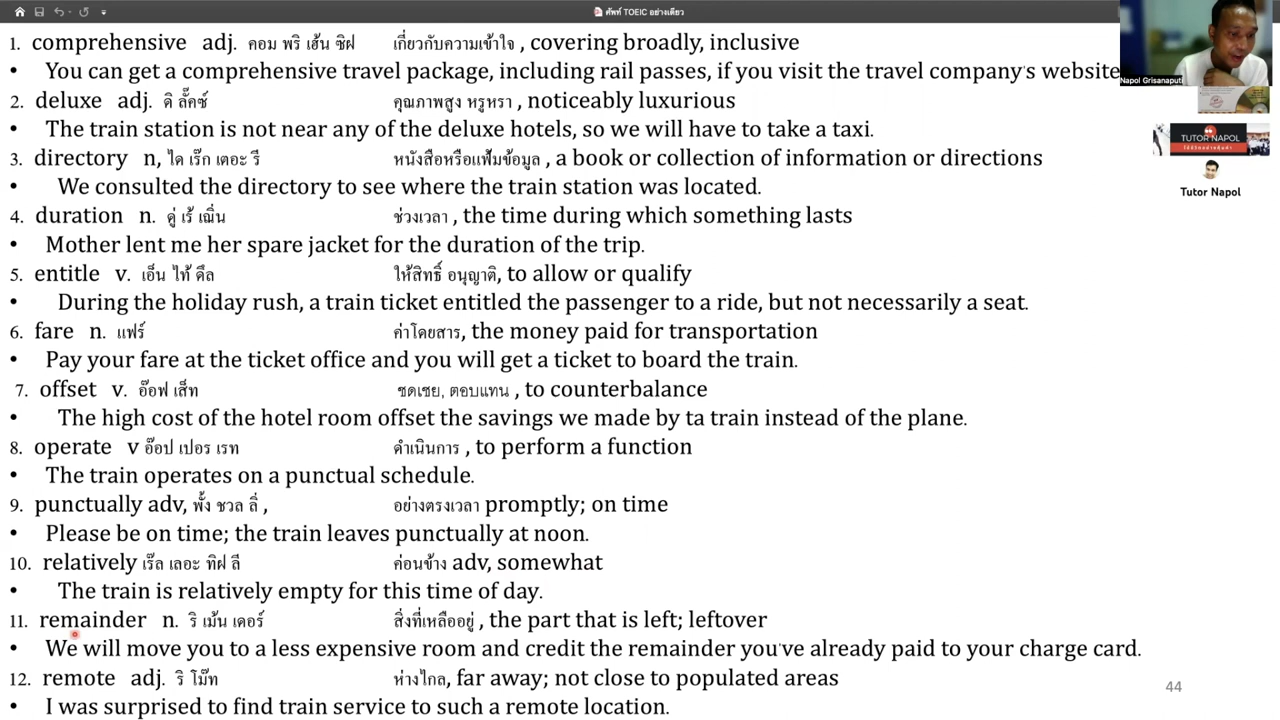 ศัพท์ TOEIC อย่างเดียว
1. comprehensive adj. คอม พริ เฮ้น ซิฝ เกี่ยวกับความเข้าใจ , covering broadly, inclusive
• You can get a comprehensive travel package, including rail passes, if you visit the travel company's website
2. deluxe adj. ดิ ลั๊คซ์ คุณภาพสูง หรูหรา , noticeably luxurious
• The train station is not near any of the deluxe hotels, so we will have to take a taxi.
3. directory n, ได เร๊ก เตอะ รี หนังสือหรือแฟ้มข้อมูล , a book or collection of information or directions
• We consulted the directory to see where the train station was located.
4. duration n. ดู่ เร้ เฌิ่น ช่วงเวลา , the time during which something lasts
• Mother lent me her spare jacket for the duration of the trip.
5. entitle v. เอ็น ไท้ ดึล ให้สิทธิ์ อนุญาติ, to allow or qualify
• During the holiday rush, a train ticket entitled the passenger to a ride, but not necessarily a seat.
6. fare n. แฟร์ ค่าโดยสาร, the money paid for transportation
• Pay your fare at the ticket office and you will get a ticket to board the train.
7. offset v. อ๊อฟ เส็ท ชดเชย, ตอบแทน , to counterbalance
• The high cost of the hotel room offset the savings we made by ta train instead of the plane.
8. operate v อ๊อป เปอร เรท ดำเนินการ , to perform a function
• The train operates on a punctual schedule.
9. punctually adv, พั้ง ชวล ลิ่ , อย่างตรงเวลา promptly; on time
• Please be on time; the train leaves punctually at noon.
10. relatively เร๊ล เลอะ ทิฝ ลี ค่อนข้าง adv, somewhat
• The train is relatively empty for this time of day.
11. remainder n. ริ เม้น เดอร์ สิ่งที่เหลืออยู่ , the part that is left; leftover
• We will move you to a less expensive room and credit the remainder you've already paid to your charge card.
12. remote adj. ริ โม๊ท ห่างไกล, far away; not close to populated areas
• I was surprised to find train service to such a remote location.
44
Napol Grisanaputi
TUTOR NAPOL
Tutor Napol